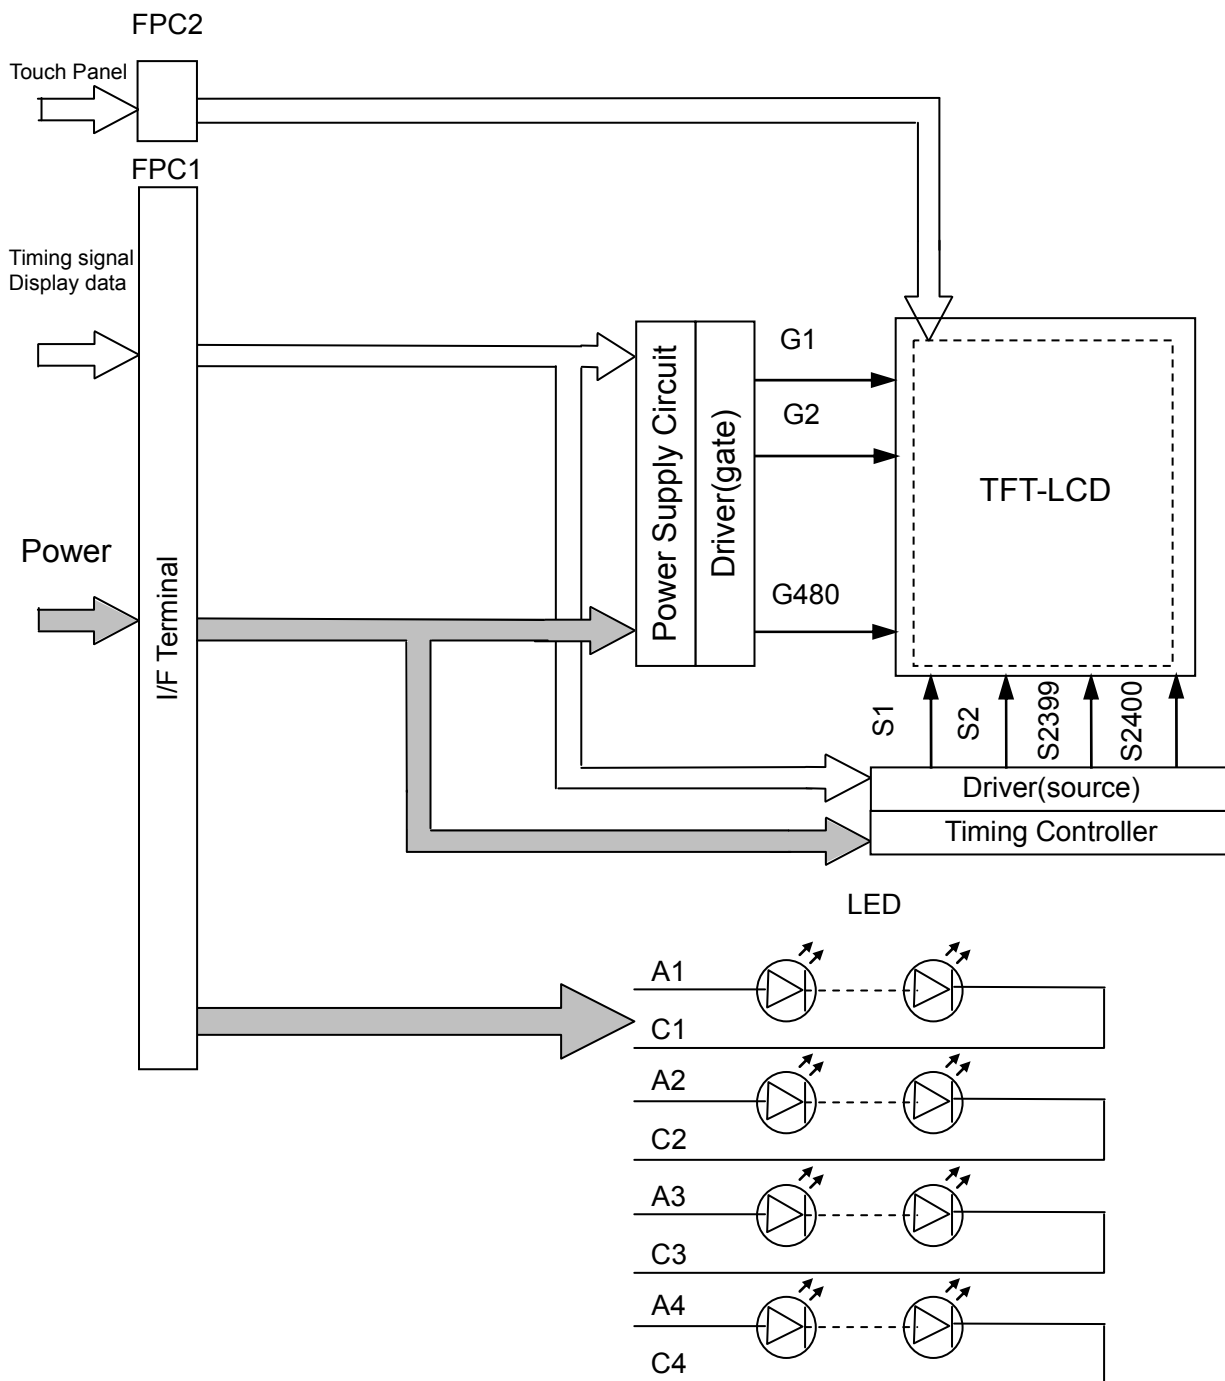 FPC2
Touch Panel
FPC1
Timing signal
Display data
Power
I/F Terminal
Power Supply Circuit
Driver(gate)
G1
G2
G480
TFT-LCD
S1
S2
S2399
S2400
Driver(source)
Timing Controller
LED
A1
C1
A2
C2
A3
C3
A4
C4